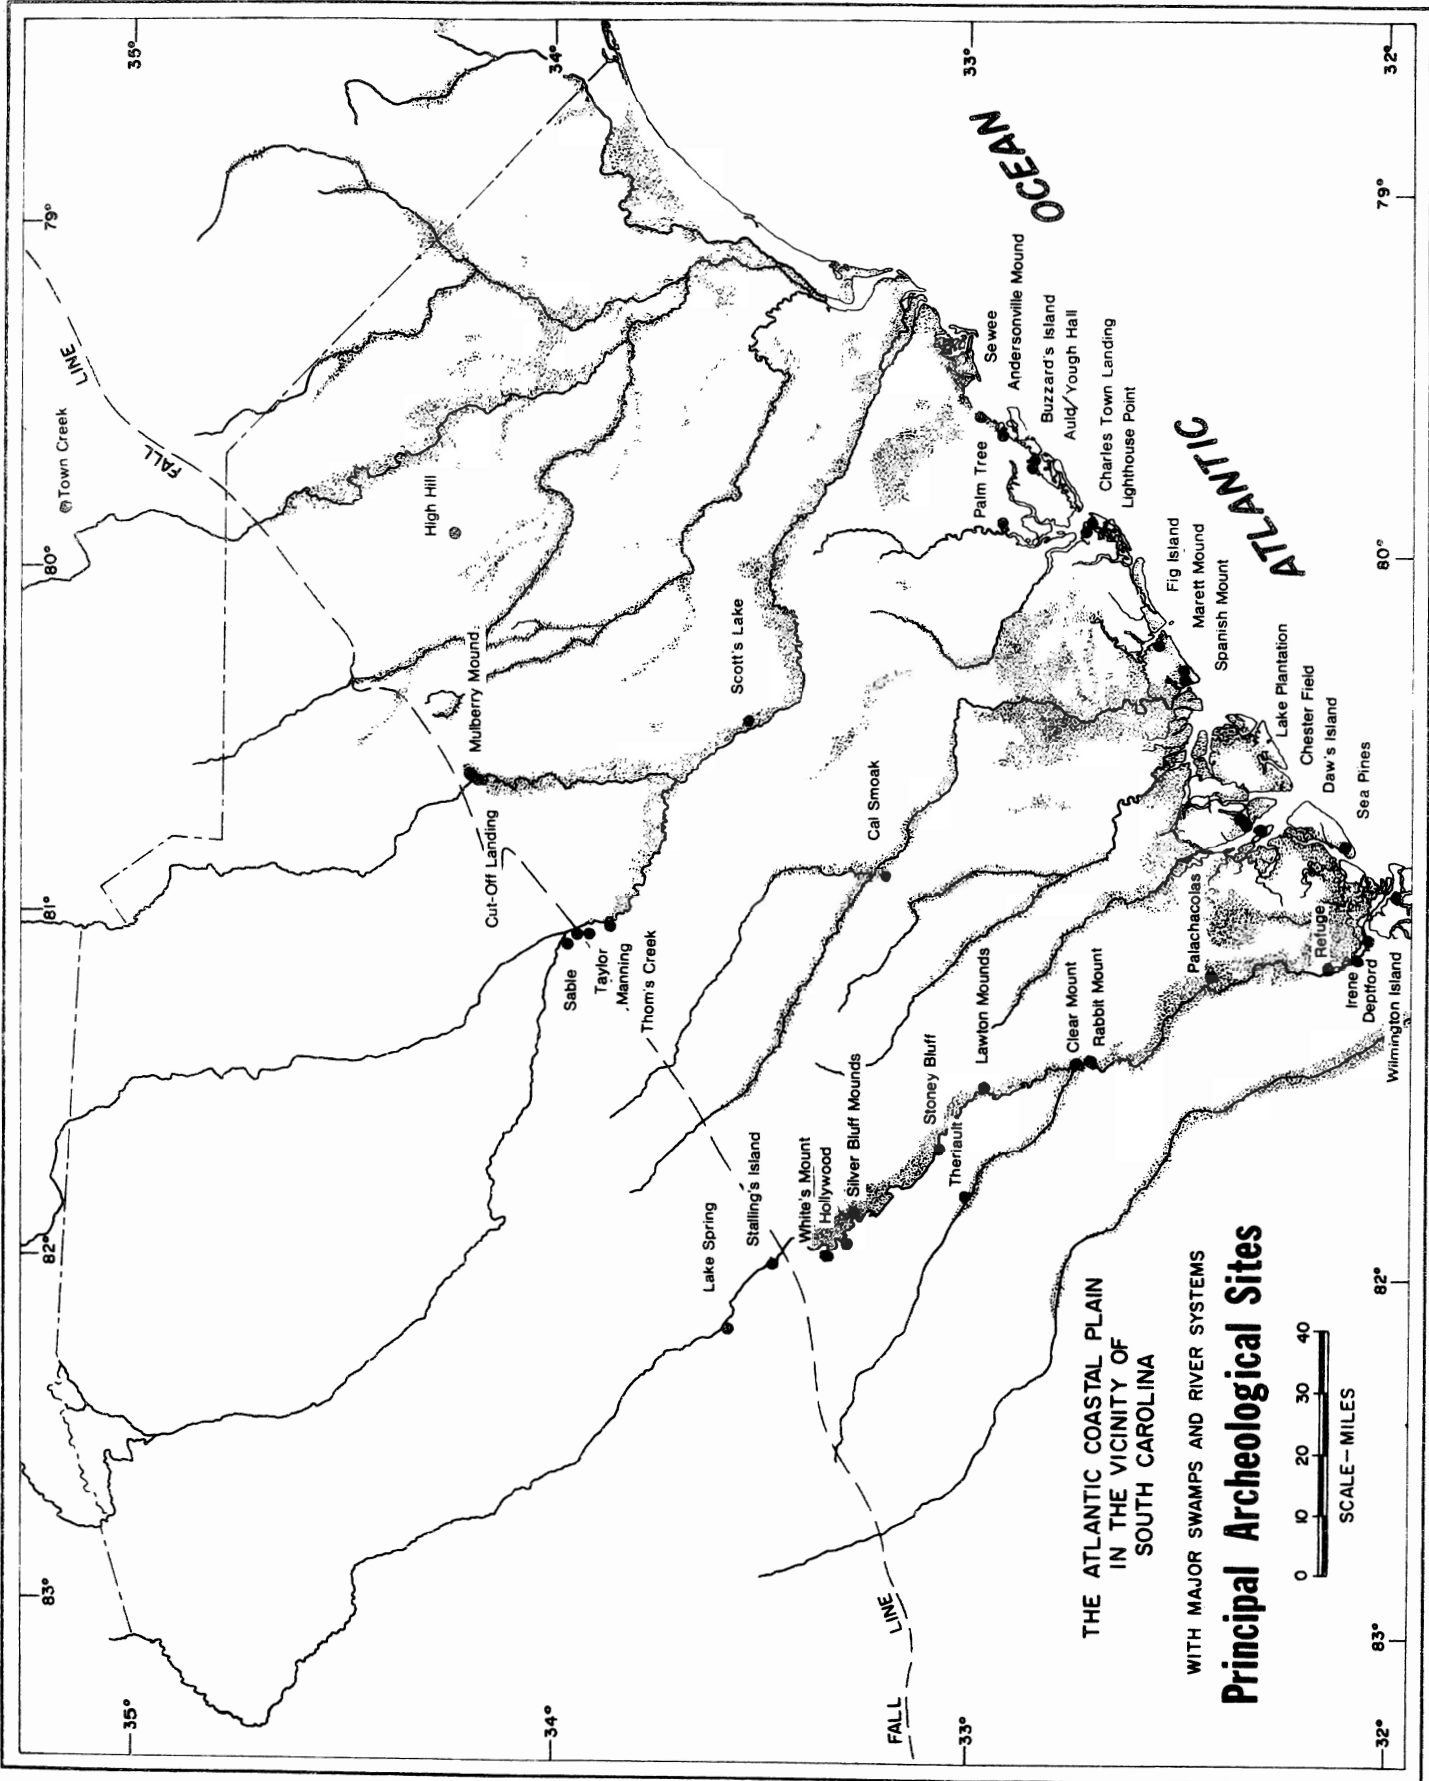 35°
34°
33°
32°
79°
80°
81°
82°
83°
79°
80°
82°
83°
35°
34°
33°
32°
FALL LINE
FALL LINE
Town Creek
High Hill
Mulberry Mound
Cut-Off Landing
Scott's Lake
Cal Smoak
Sable
Taylor
Manning
Thom's Creek
Lake Spring
Stalling's Island
White's Mount
Hollywood
Silver Bluff Mounds
Stoney Bluff
Theriault
Lawton Mounds
Clear Mount
Rabbit Mount
Palachacolas
Refuge
Irene
Deptford
Wilmington Island
Sewee
Andersonville Mound
Buzzard's Island
Auld/Yough Hall
Palm Tree
Charles Town Landing
Lighthouse Point
Fig Island
Marett Mound
Spanish Mount
Lake Plantation
Chester Field
Daw's Island
Sea Pines
ATLANTIC OCEAN
THE ATLANTIC COASTAL PLAIN
IN THE VICINITY OF
SOUTH CAROLINA
WITH MAJOR SWAMPS AND RIVER SYSTEMS
Principal Archeological Sites
0 10 20 30 40
SCALE—MILES